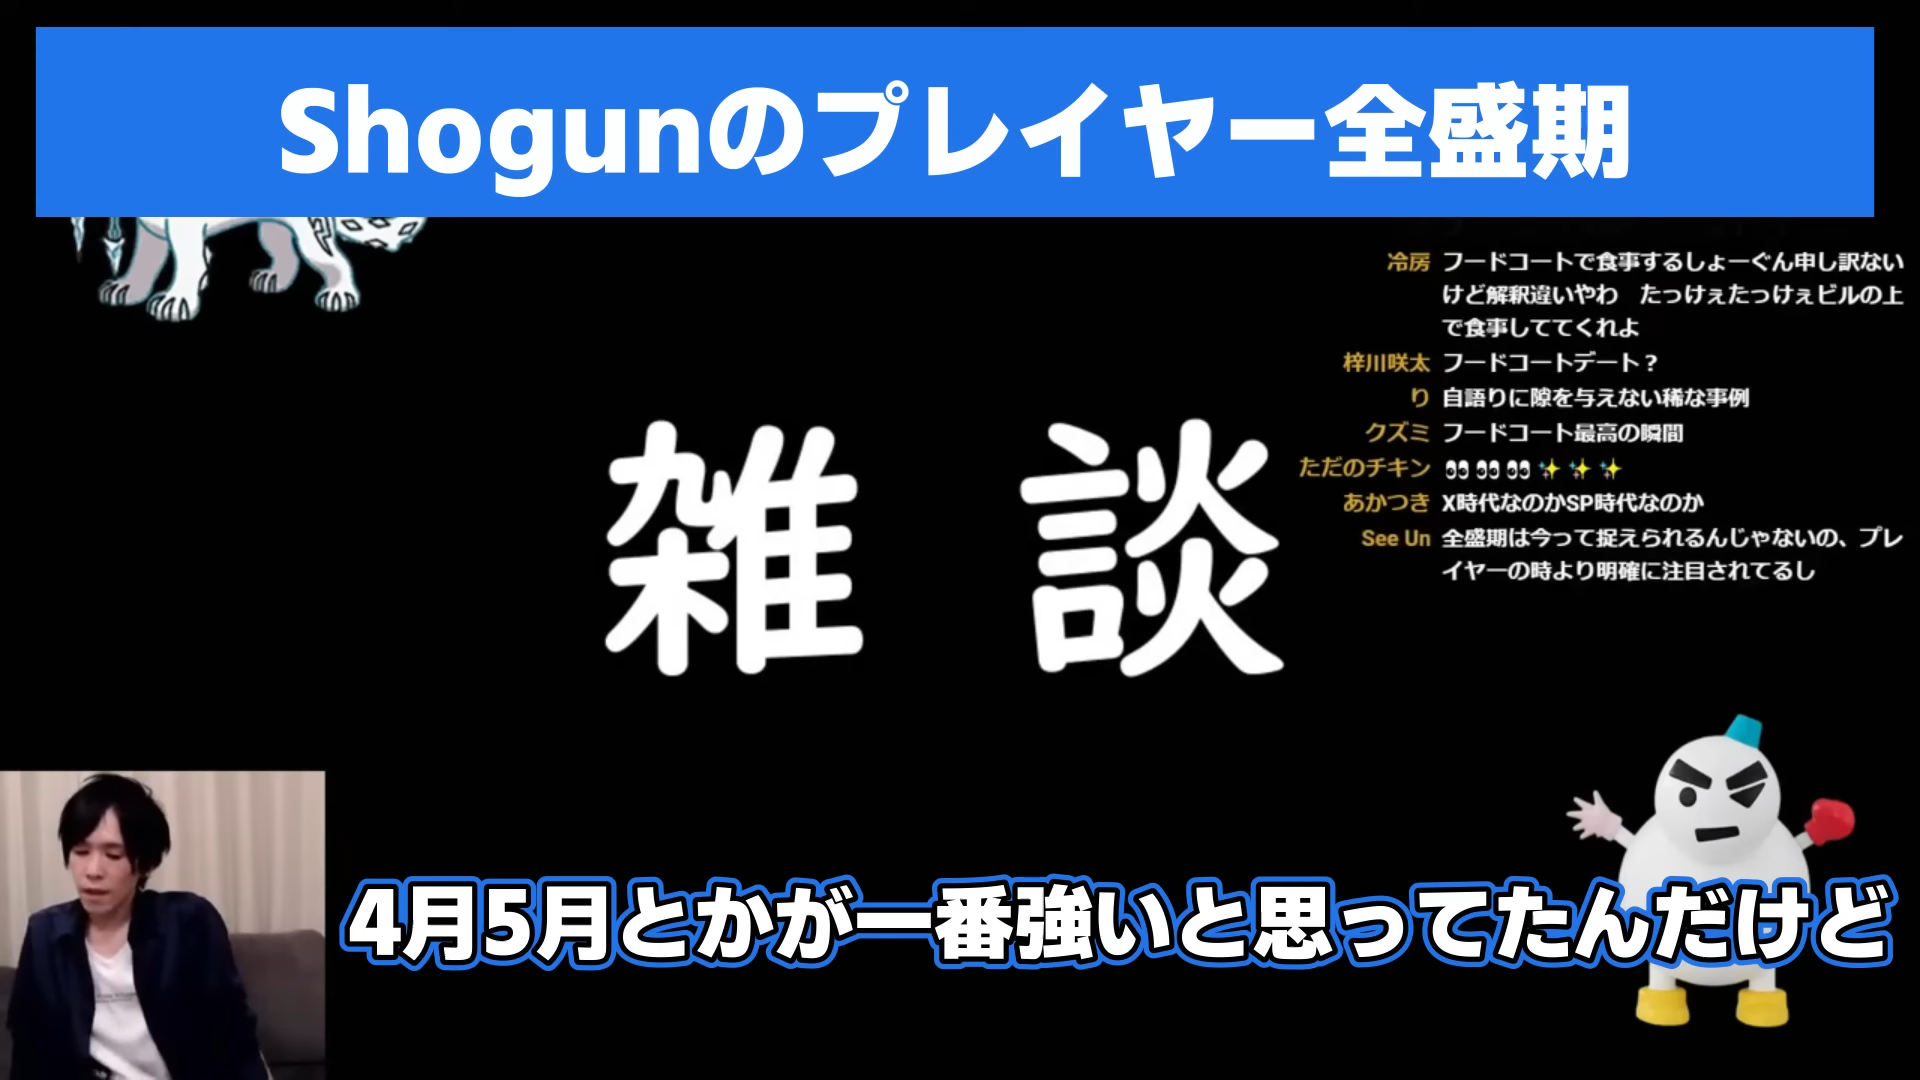 Shogunのプレイヤー全盛期
冷房 フードコートで食事するしょーぐん申し訳ない
けど解釈違いやわ　たっけぇたっけぇビルの上
で食事しててくれよ
梓川咲太 フードコートデート？
り 自語りに隙を与えない稀な事例
クズミ フードコート最高の瞬間
ただのチキン 👀👀👀✨✨✨
あかつき X時代なのかSP時代なのか
See Un 全盛期は今って捉えられるんじゃないの、プレ
イヤーの時より明確に注目されてるし
雑談
4月5月とかが一番強いと思ってたんだけど